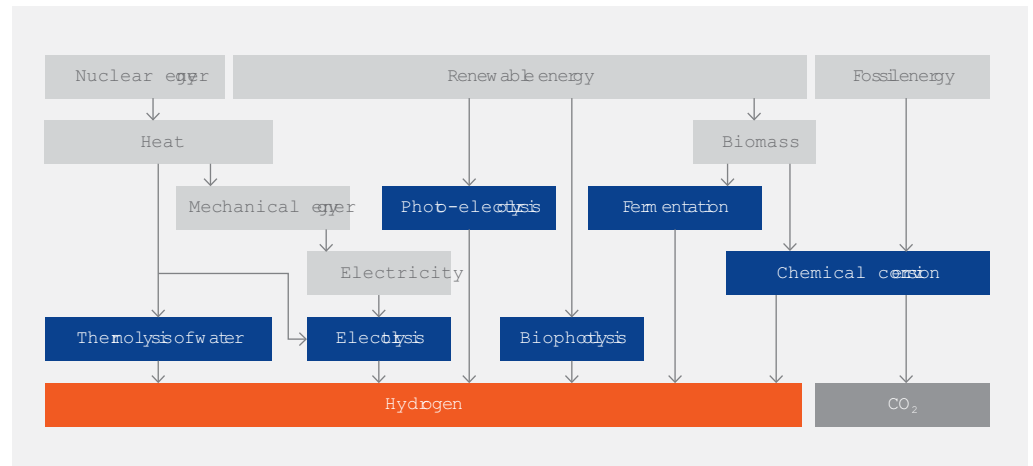 Nuclear energy
Renewable energy
Fossil energy
Heat
Biomass
Mechanical energy
Photo-electrolysis
Fermentation
Electricity
Chemical conversion
Thermolysis of water
Electrolysis
Biophotolysis
Hydrogen
CO₂